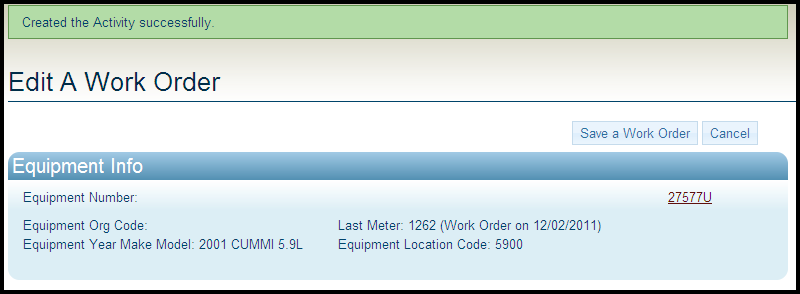 Created the Activity successfully.
Edit A Work Order
Save a Work Order Cancel
Equipment Info
Equipment Number: 27577U
Equipment Org Code: Last Meter: 1262 (Work Order on 12/02/2011)
Equipment Year Make Model: 2001 CUMMI 5.9L Equipment Location Code: 5900